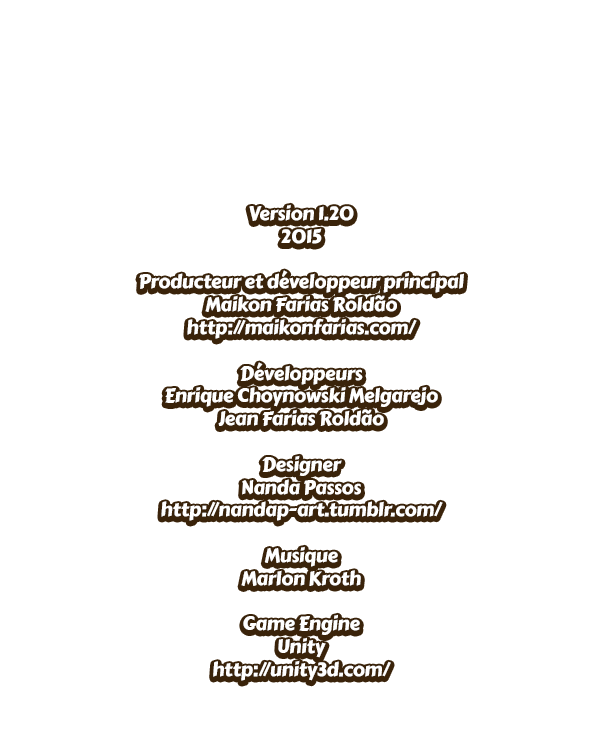 Version 1.20
2015
Producteur et développeur principal
Maikon Farias Roldão
http://maikonfarias.com/
Développeurs
Enrique Choynowski Melgarejo
Jean Farias Roldão
Designer
Nanda Passos
http://nandap-art.tumblr.com/
Musique
Marlon Kroth
Game Engine
Unity
http://unity3d.com/